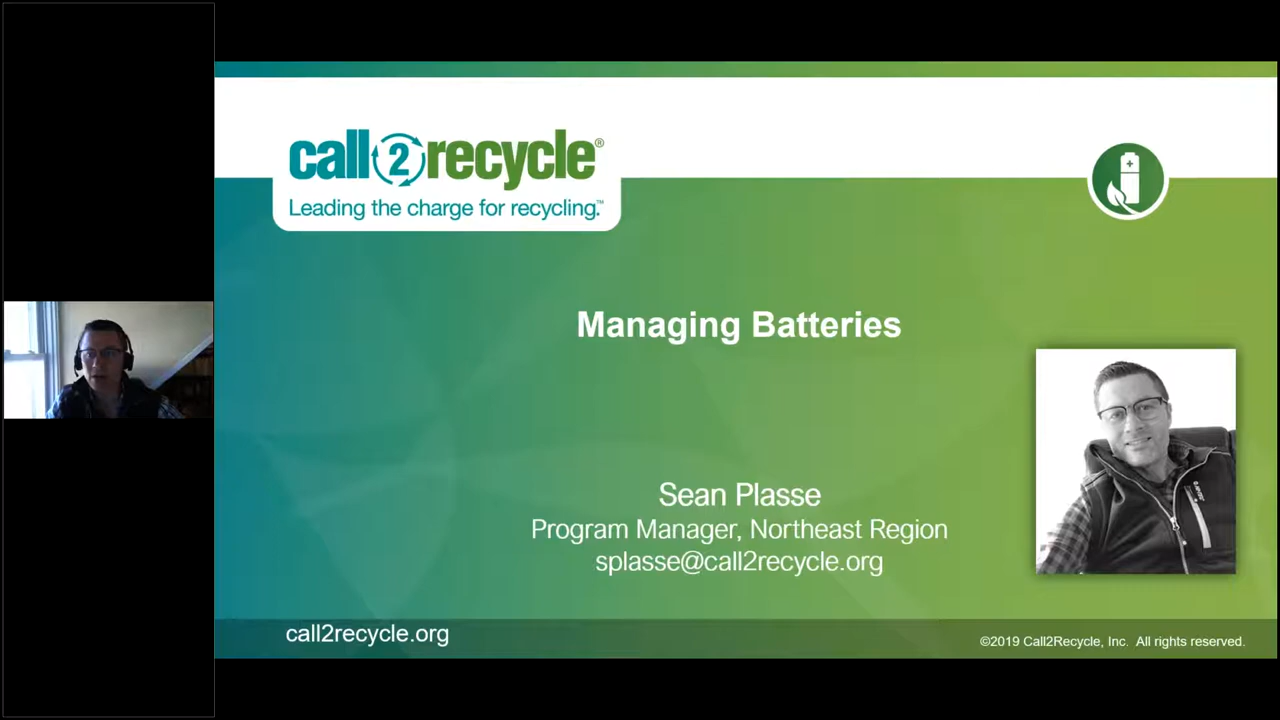 call2recycle®
Leading the charge for recycling.™
Managing Batteries
Sean Plasse
Program Manager, Northeast Region
splasse@call2recycle.org
call2recycle.org
©2019 Call2Recycle, Inc. All rights reserved.